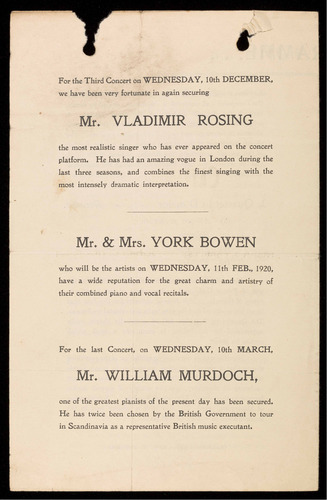 For the Third Concert on WEDNESDAY, 10th DECEMBER,
we have been very fortunate in again securing
Mr. VLADIMIR ROSING
the most realistic singer who has ever appeared on the concert
platform. He has had an amazing vogue in London during the
last three seasons, and combines the finest singing with the
most intensely dramatic interpretation.
Mr. & Mrs. YORK BOWEN
who will be the artists on WEDNESDAY, 11th FEB., 1920,
have a wide reputation for the great charm and artistry of
their combined piano and vocal recitals.
For the last Concert, on WEDNESDAY, 10th MARCH,
Mr. WILLIAM MURDOCH,
one of the greatest pianists of the present day has been secured.
He has twice been chosen by the British Government to tour
in Scandinavia as a representative British music executant.